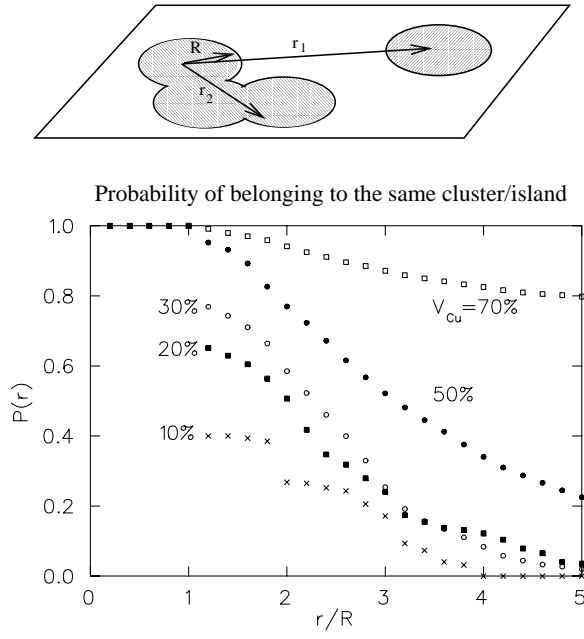 R
r1
r2
Probability of belonging to the same cluster/island
1.0
0.8
0.6
0.4
0.2
0.0
P(r)
VCu=70%
30%
20%
50%
10%
0 1 2 3 4 5
r/R